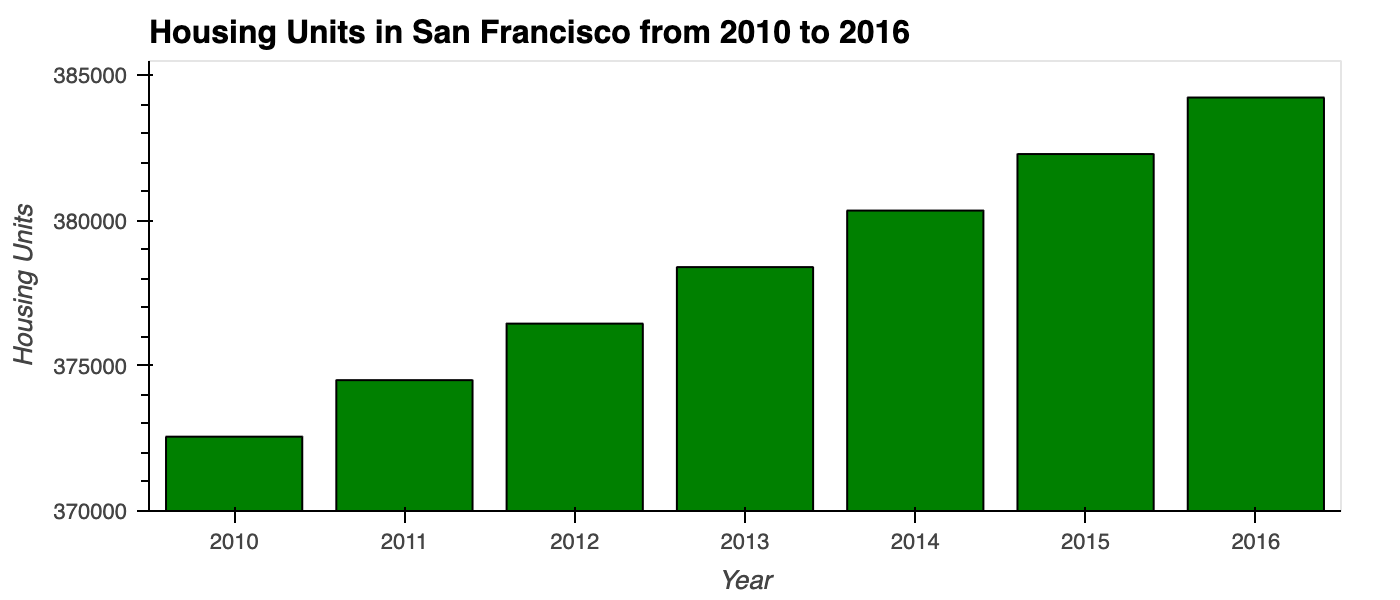 Housing Units in San Francisco from 2010 to 2016
385000
380000
375000
370000
Housing Units
2010 2011 2012 2013 2014 2015 2016
Year